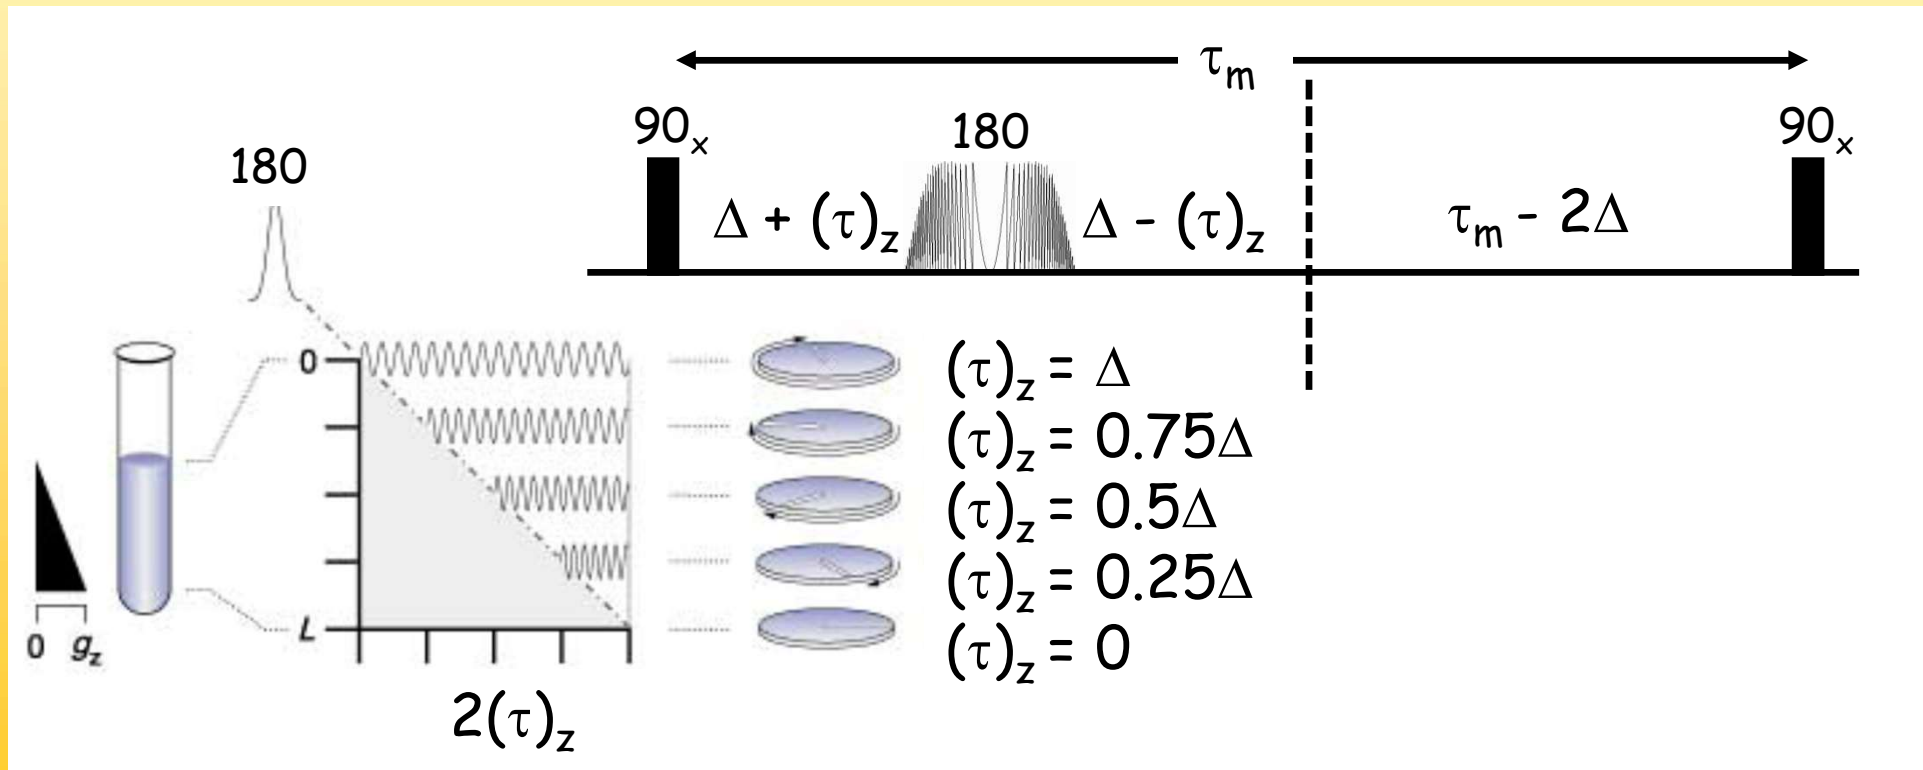 τm
90x
180
90x
180
Δ + (τ)z
Δ - (τ)z
τm - 2Δ
0
(τ)z = Δ
(τ)z = 0.75Δ
(τ)z = 0.5Δ
(τ)z = 0.25Δ
L
(τ)z = 0
0 gz
2(τ)z